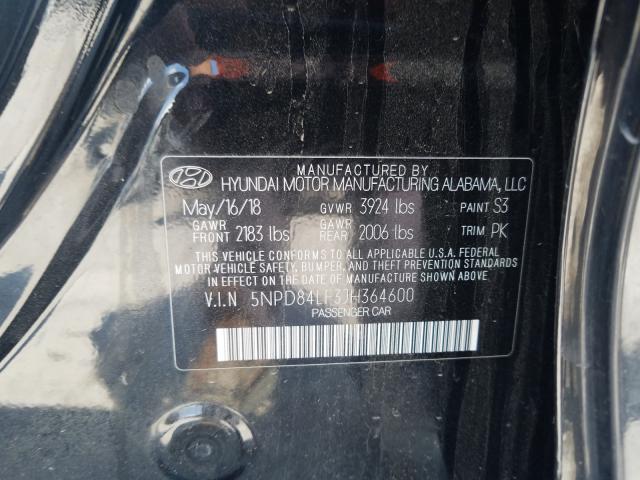 MANUFACTURED BY
HYUNDAI MOTOR MANUFACTURING ALABAMA, LLC
May/16/18 GVWR 3924 lbs PAINT S3
GAWR FRONT 2183 lbs GAWR REAR 2006 lbs TRIM PK
THIS VEHICLE CONFORMS TO ALL APPLICABLE U.S.A. FEDERAL
MOTOR VEHICLE SAFETY, BUMPER, AND THEFT PREVENTION STANDARDS
IN EFFECT ON THE DATE OF MANUFACTURE SHOWN ABOVE.
V.I.N 5NPD84LF3JH364600
PASSENGER CAR